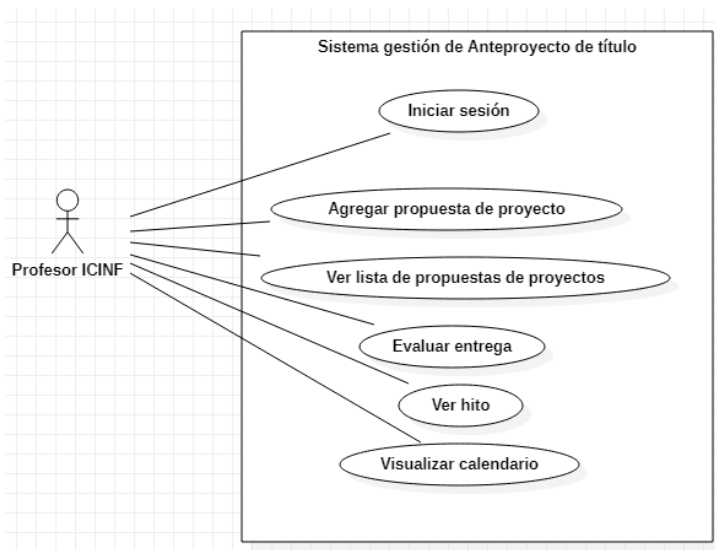 Sistema gestión de Anteproyecto de título
Iniciar sesión
Agregar propuesta de proyecto
Profesor ICINF
Ver lista de propuestas de proyectos
Evaluar entrega
Ver hito
Visualizar calendario